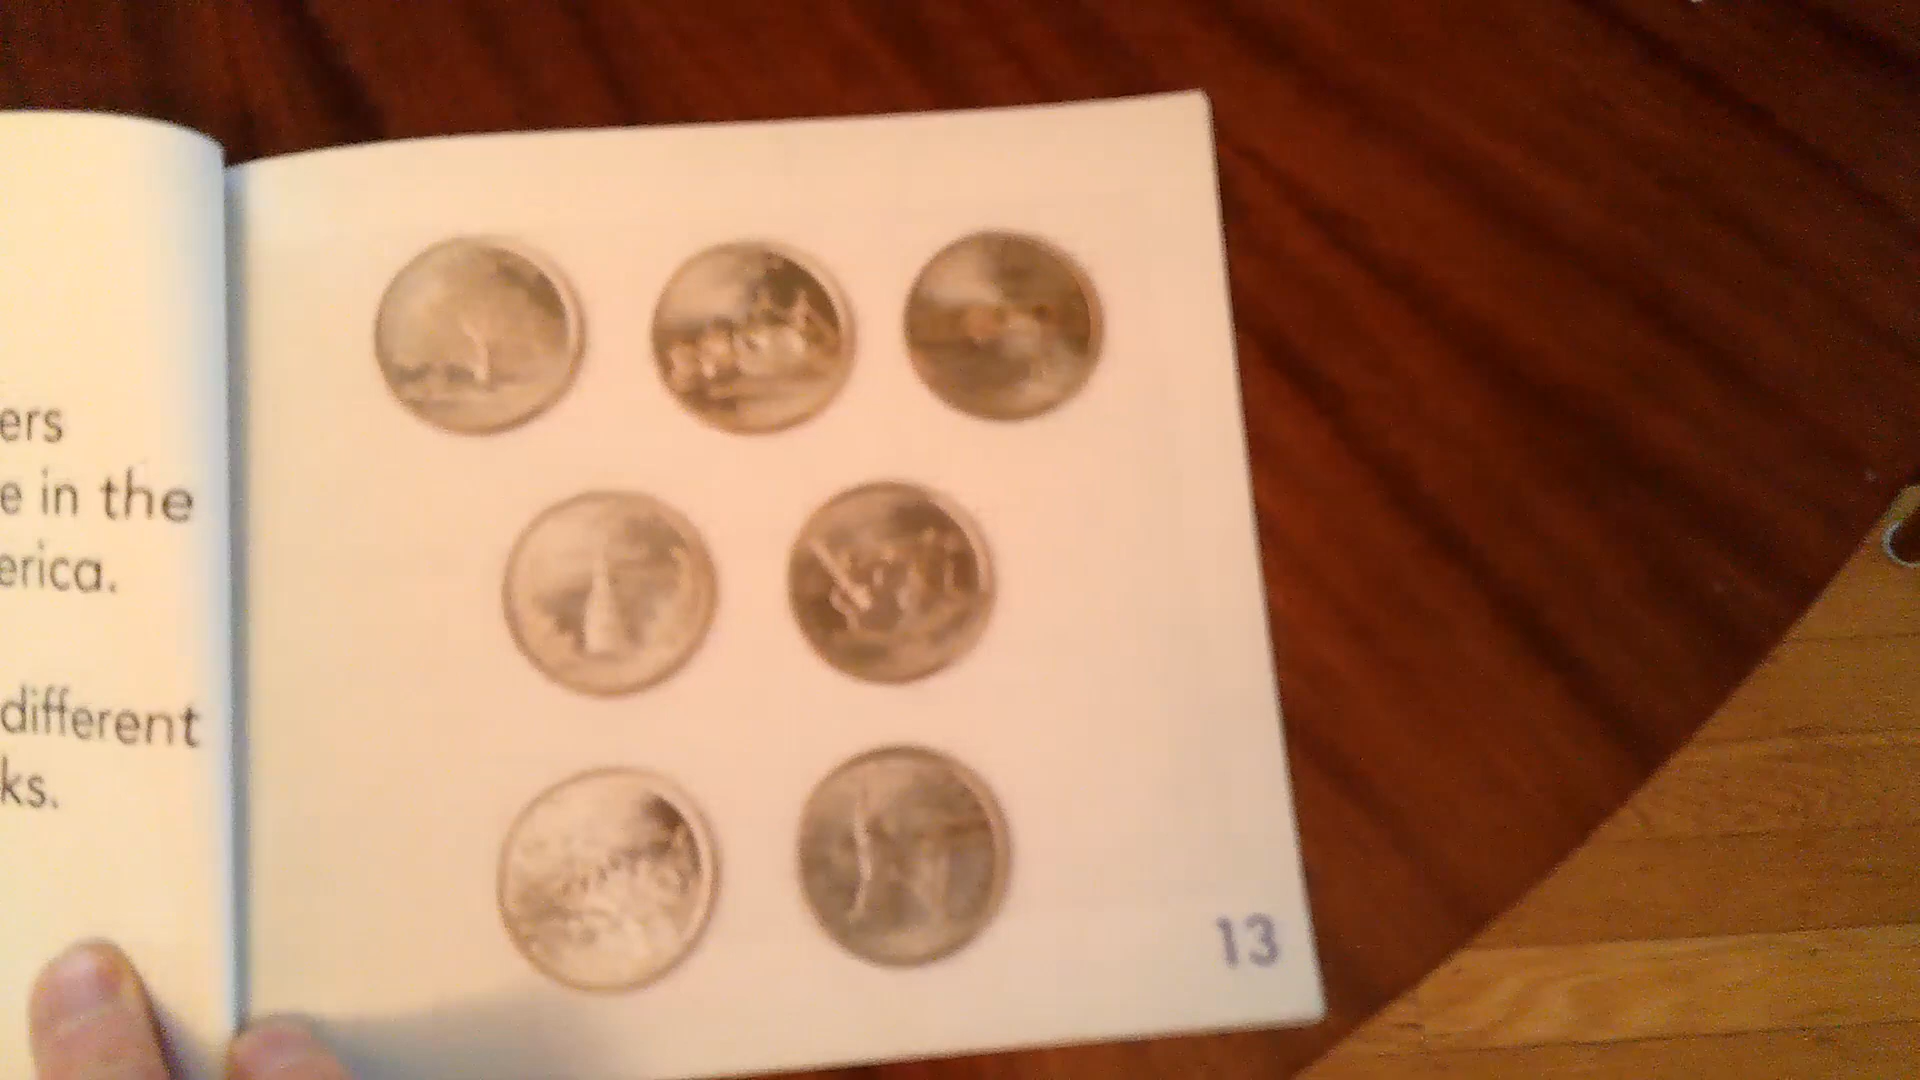 ers
e in the
erica.
different
ks.
13